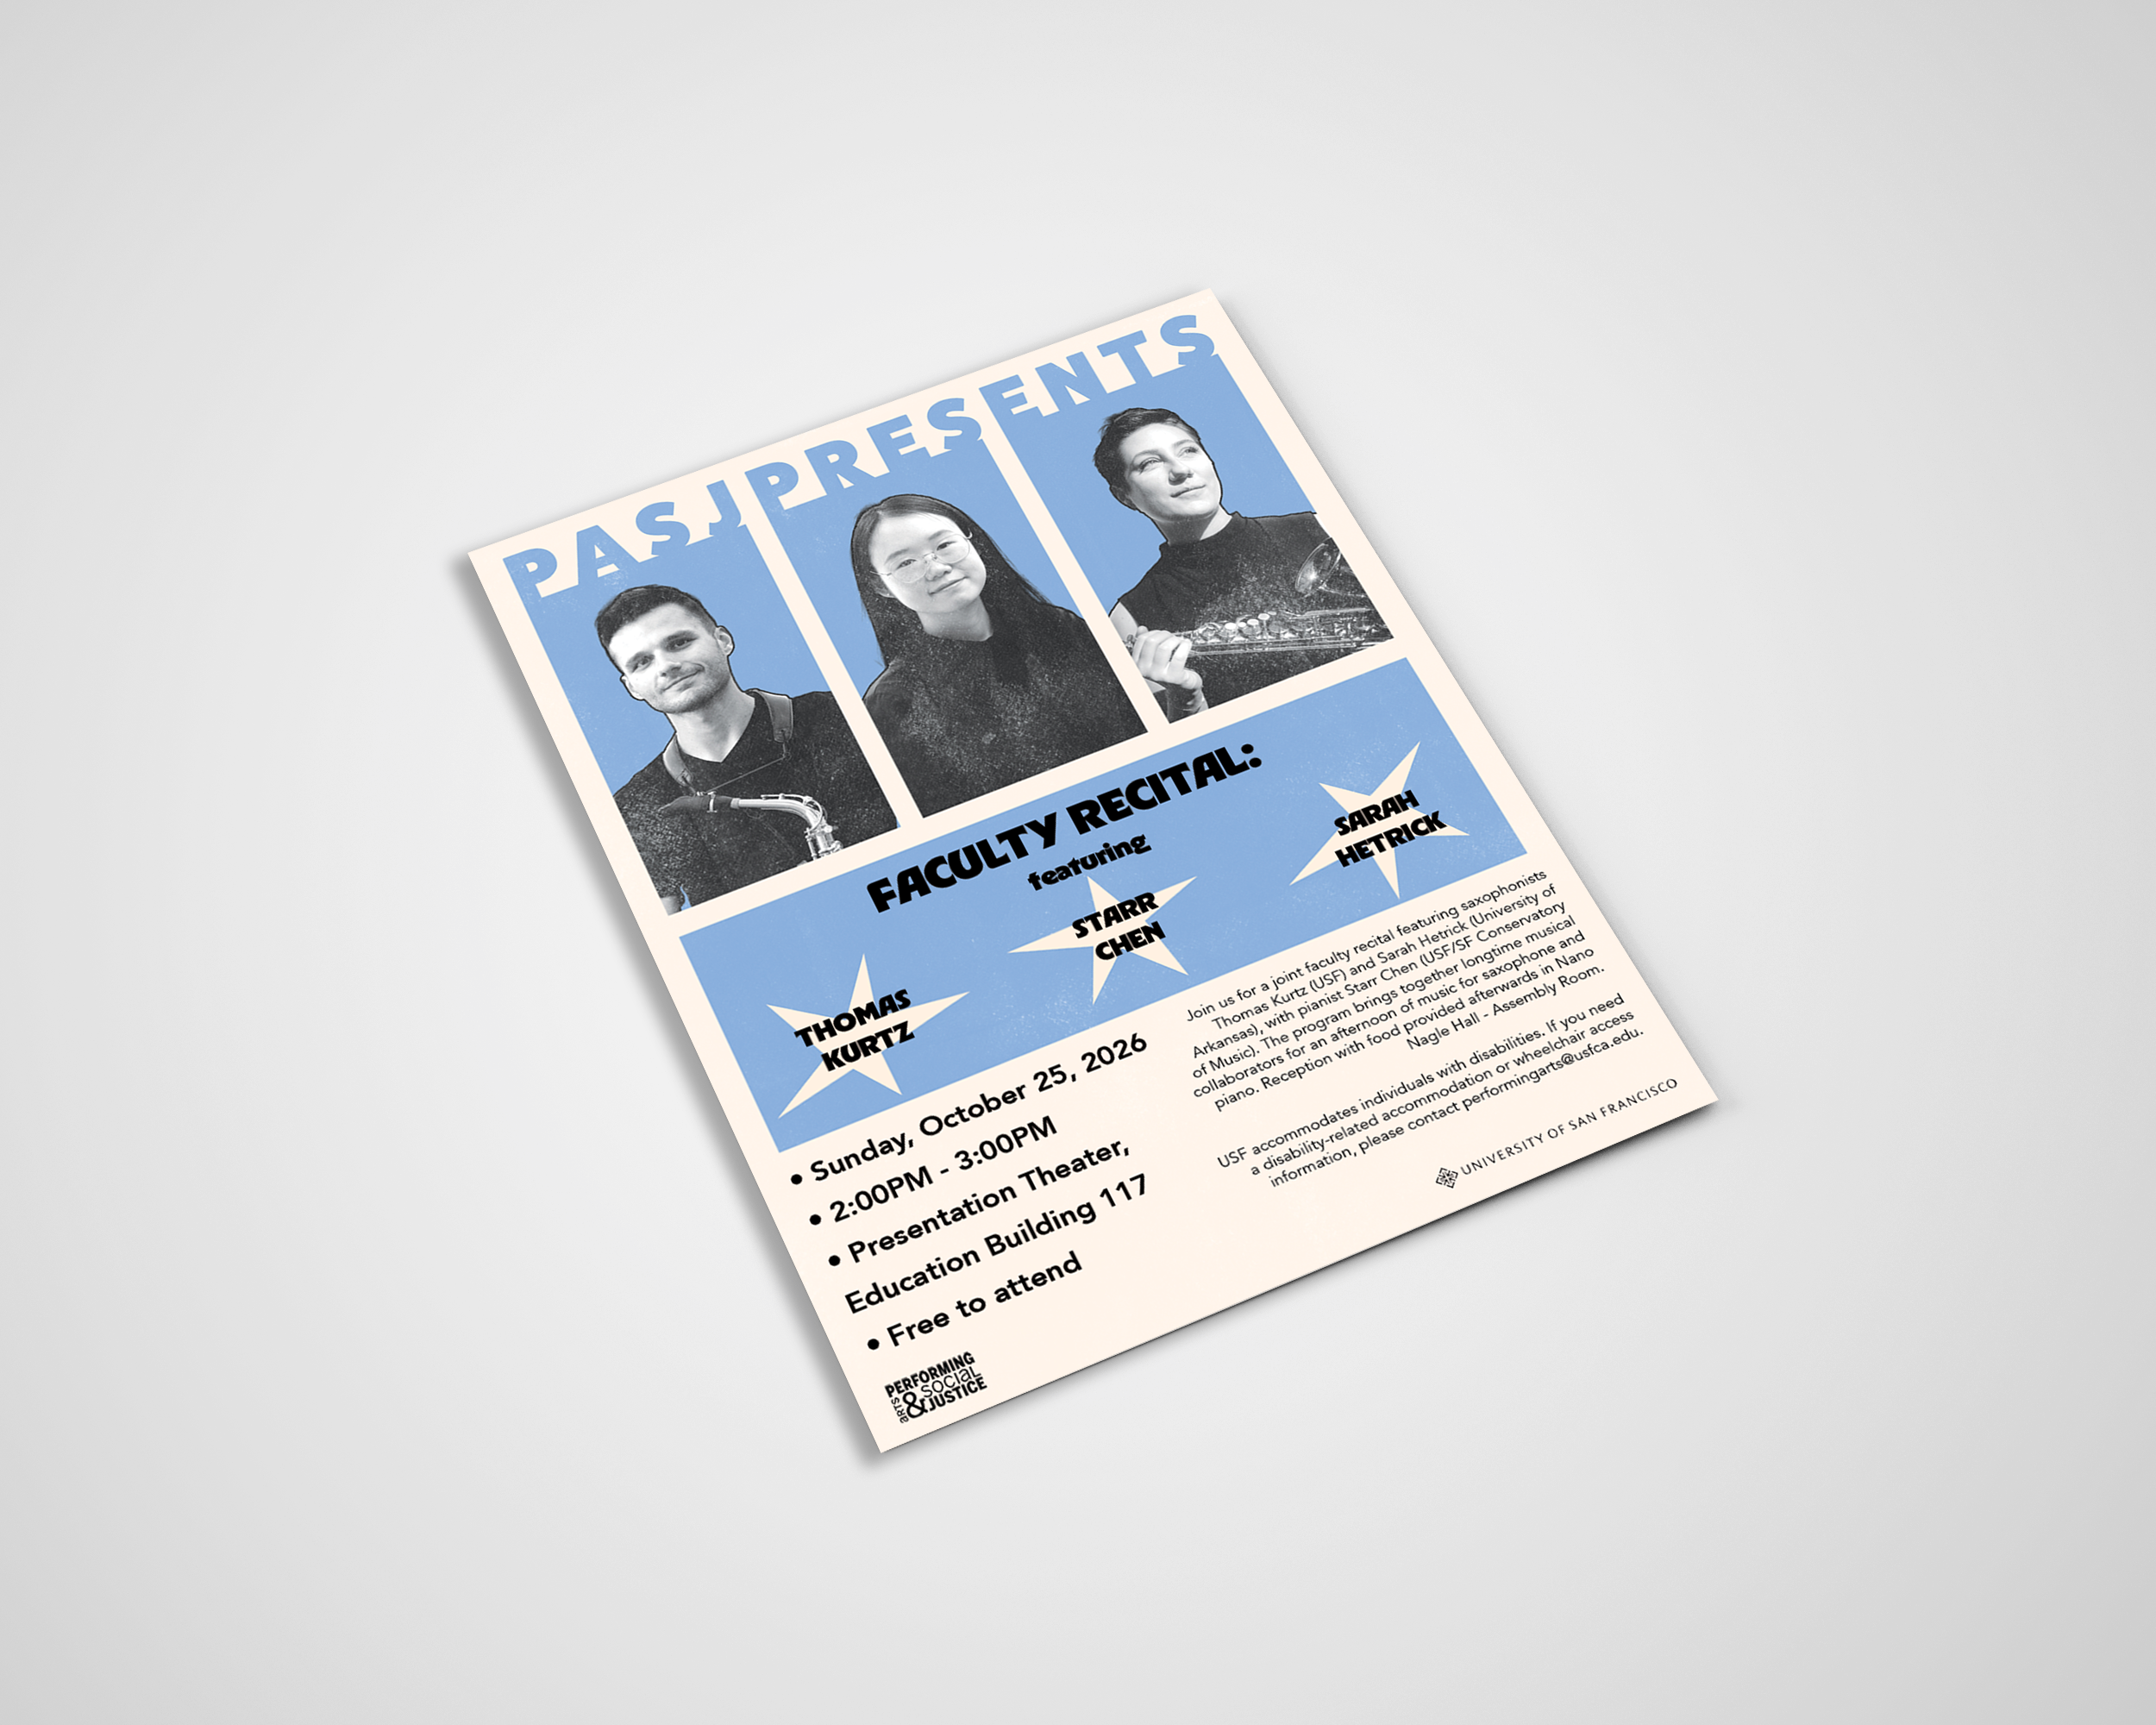 PASJ PRESENTS
FACULTY RECITAL:
featuring
THOMAS
KURTZ
STARR
CHEN
SARAH
HETRICK
• Sunday, October 25, 2026
• 2:00PM - 3:00PM
• Presentation Theater,
Education Building 117
• Free to attend
Join us for a joint faculty recital featuring saxophonists
Thomas Kurtz (USF) and Sarah Hetrick (University of
Arkansas), with pianist Starr Chen (USF/SF Conservatory
of Music). The program brings together longtime musical
collaborators for an afternoon of music for saxophone and
piano. Reception with food provided afterwards in Nano
Nagle Hall - Assembly Room.
USF accommodates individuals with disabilities. If you need
a disability-related accommodation or wheelchair access
information, please contact performingarts@usfca.edu.
UNIVERSITY OF SAN FRANCISCO
PERFORMING
arts & social
JUSTICE